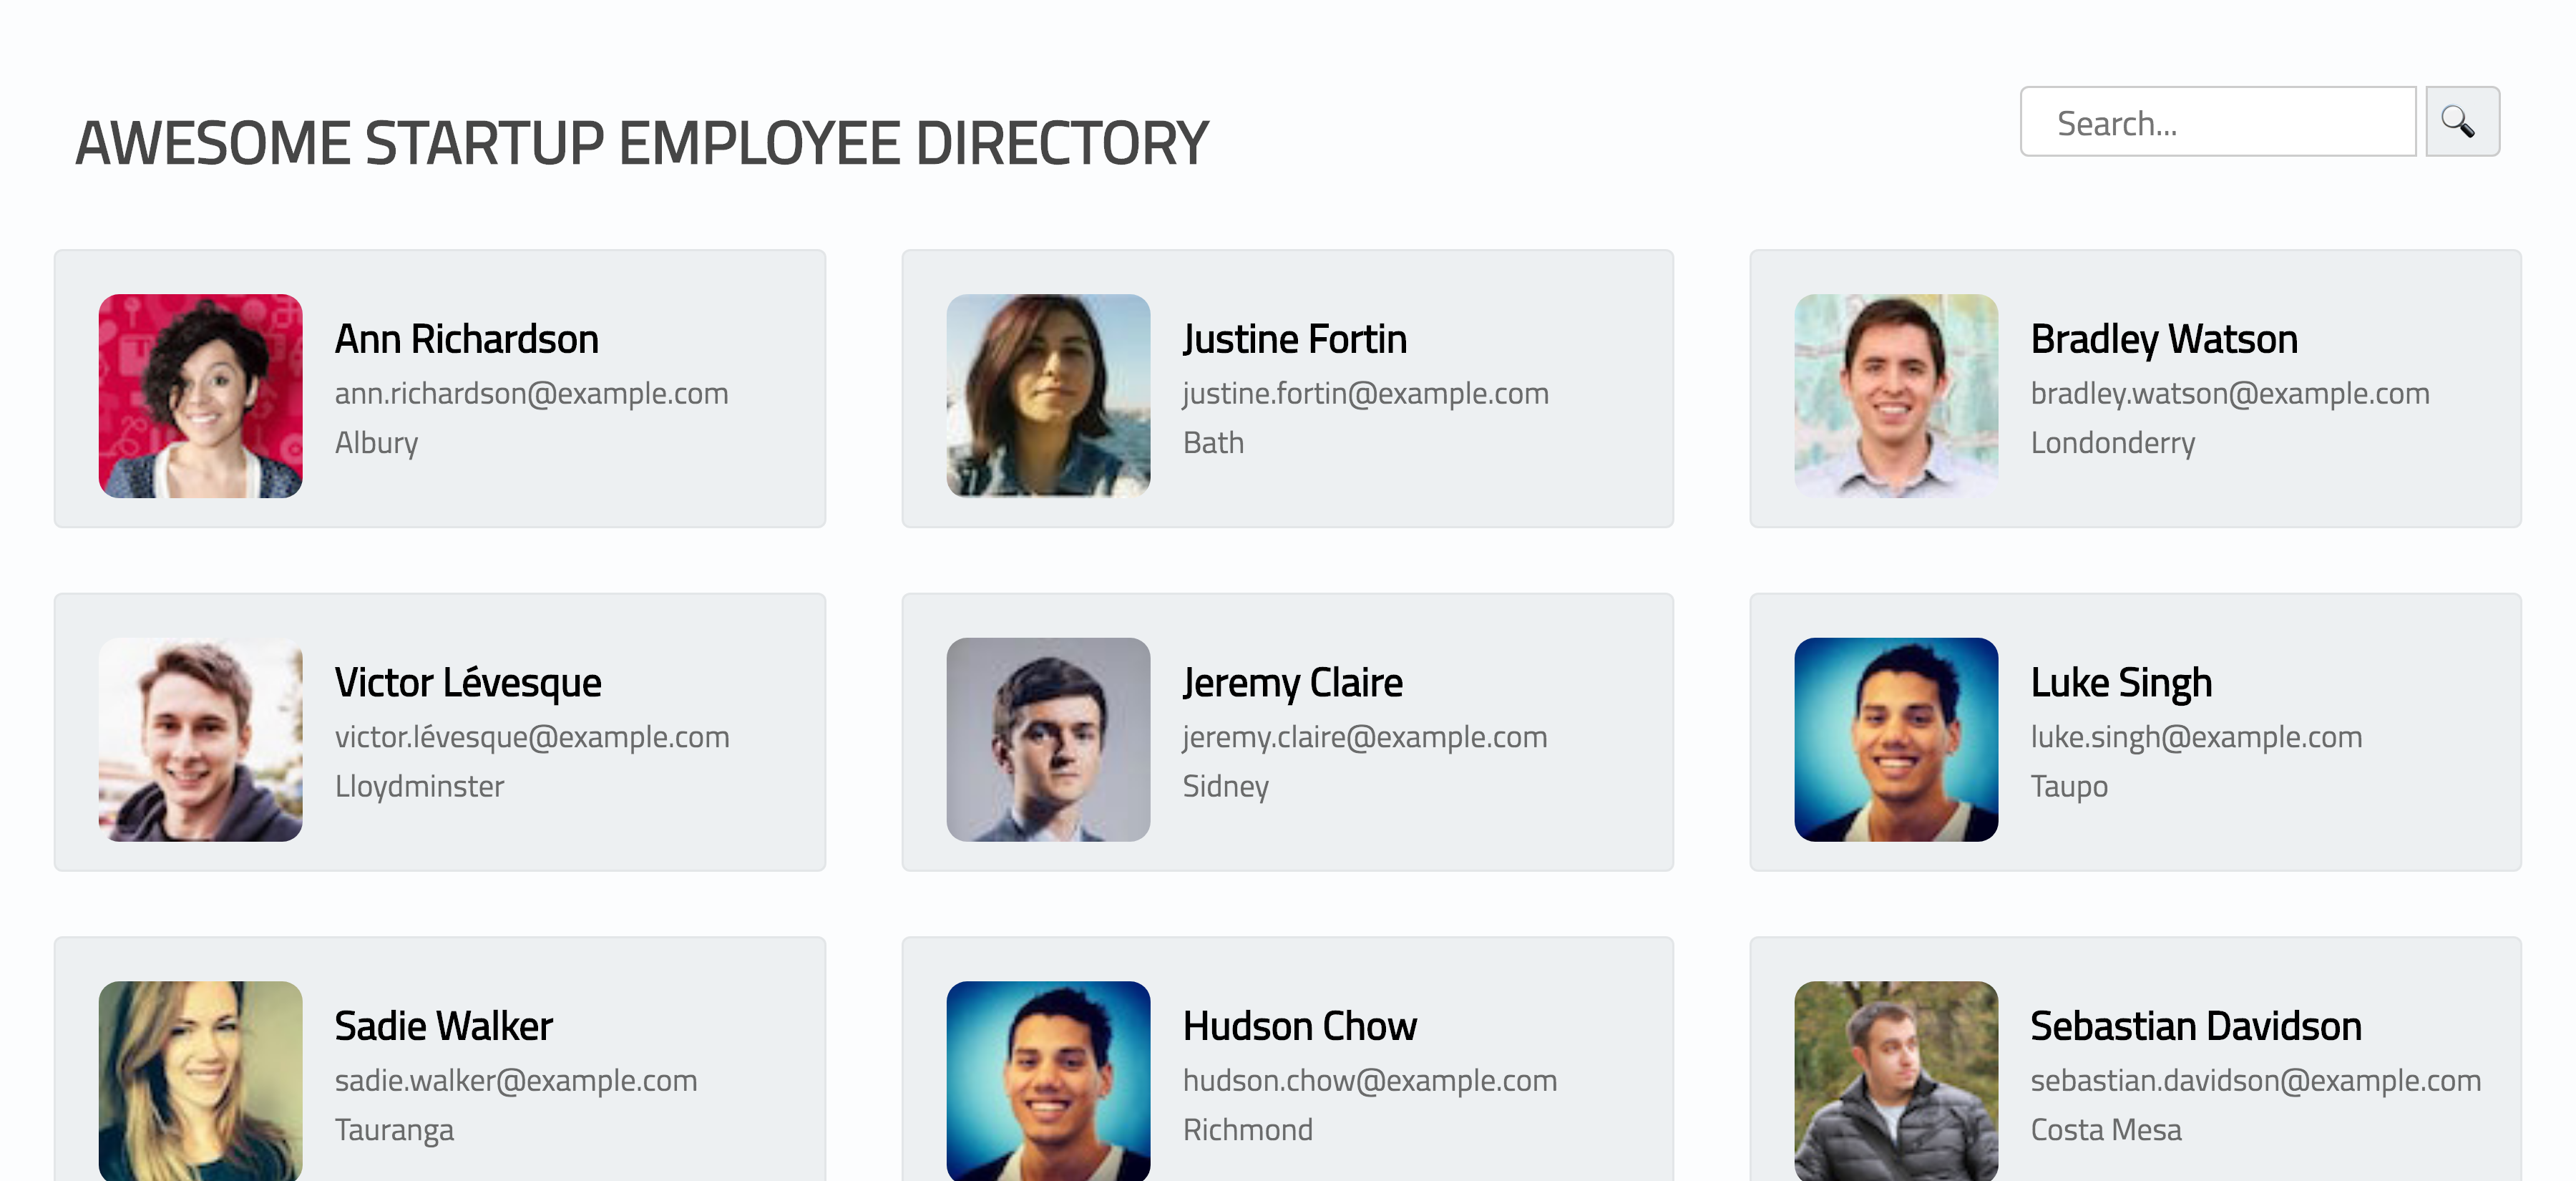 AWESOME STARTUP EMPLOYEE DIRECTORY
Search...
Ann Richardson
ann.richardson@example.com
Albury
Justine Fortin
justine.fortin@example.com
Bath
Bradley Watson
bradley.watson@example.com
Londonderry
Victor Lévesque
victor.lévesque@example.com
Lloydminster
Jeremy Claire
jeremy.claire@example.com
Sidney
Luke Singh
luke.singh@example.com
Taupo
Sadie Walker
sadie.walker@example.com
Tauranga
Hudson Chow
hudson.chow@example.com
Richmond
Sebastian Davidson
sebastian.davidson@example.com
Costa Mesa